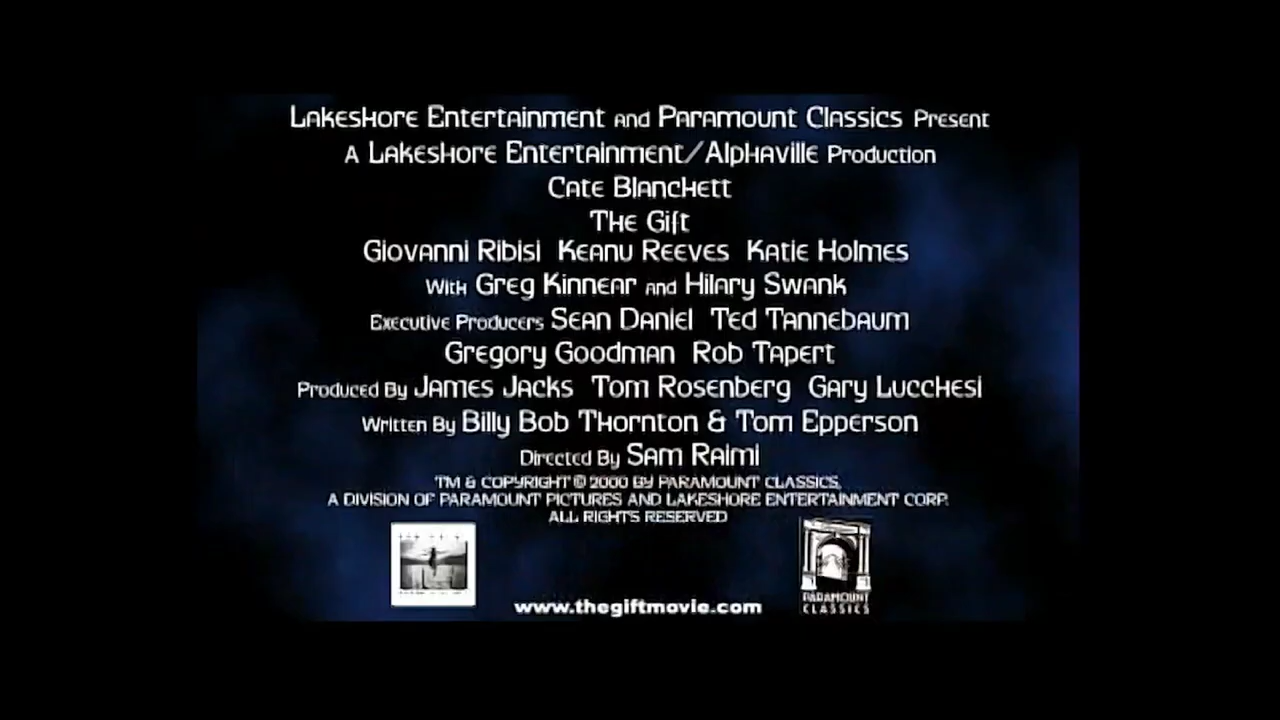 Lakeshore Entertainment and Paramount Classics Present
A Lakeshore Entertainment/Alphaville Production
Cate Blanchett
The Gift
Giovanni Ribisi Keanu Reeves Katie Holmes
With Greg Kinnear and Hilary Swank
Executive Producers Sean Daniel Ted Tannebaum
Gregory Goodman Rob Tapert
Produced By James Jacks Tom Rosenberg Gary Lucchesi
Written By Billy Bob Thornton & Tom Epperson
Directed By Sam Raimi
TM & COPYRIGHT © 2000 BY PARAMOUNT CLASSICS,
A DIVISION OF PARAMOUNT PICTURES AND LAKESHORE ENTERTAINMENT CORP.
ALL RIGHTS RESERVED
PARAMOUNT
CLASSICS
www.thegiftmovie.com